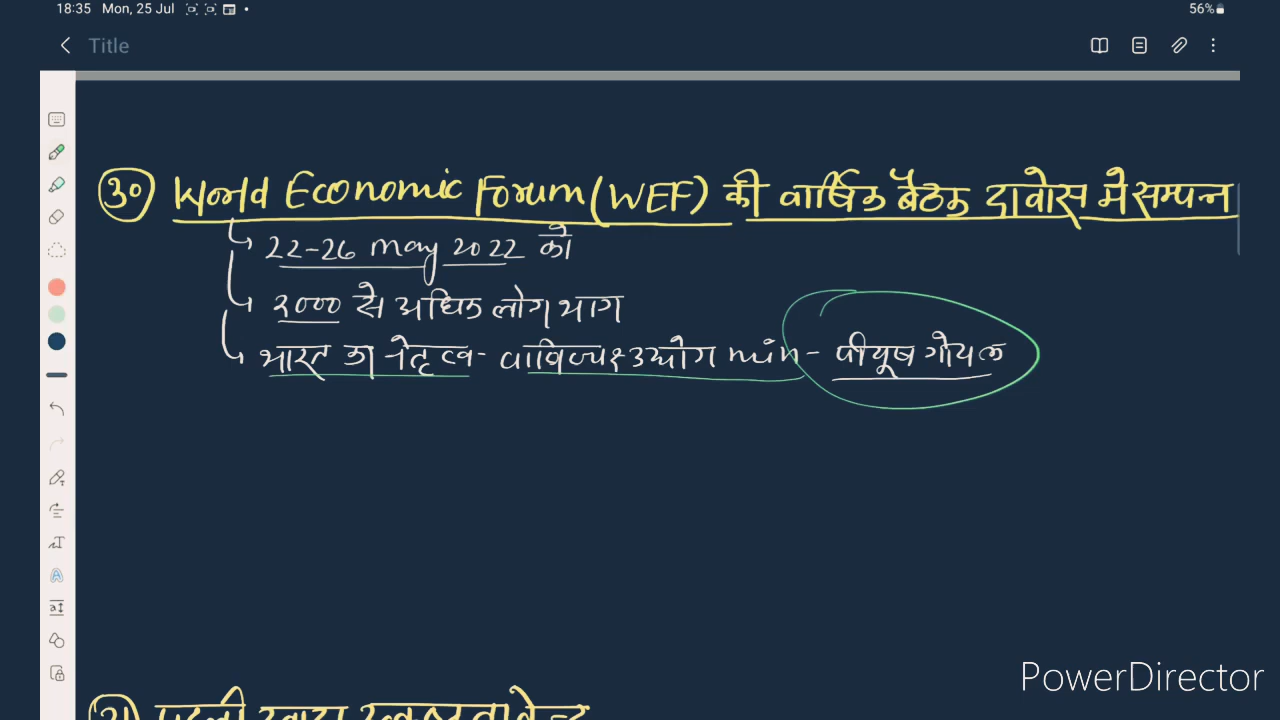 18:35 Mon, 25 Jul
56%
Title
30 World Economic Forum (WEF) की वार्षिक बैठक दावोस मे सम्पन्न
22-26 may 2022 को
2000 से अधिक लोग भाग
भारत का नेतृत्व - वाणिज्य & उद्योग min - पीयूष गोयल
PowerDirector